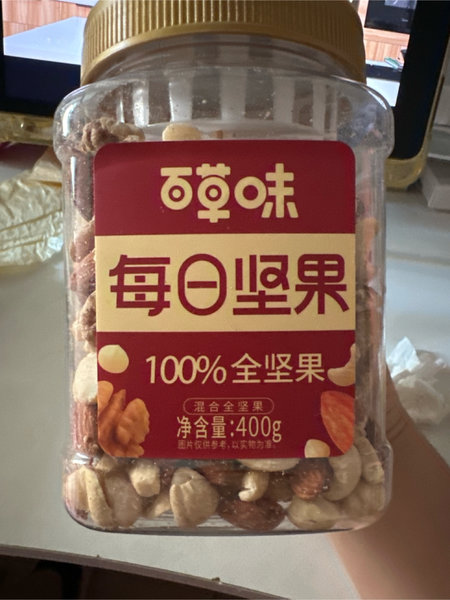 百草味
每日坚果
100%全坚果
混合全坚果
净含量:400g
图片仅供参考,以实物为准。